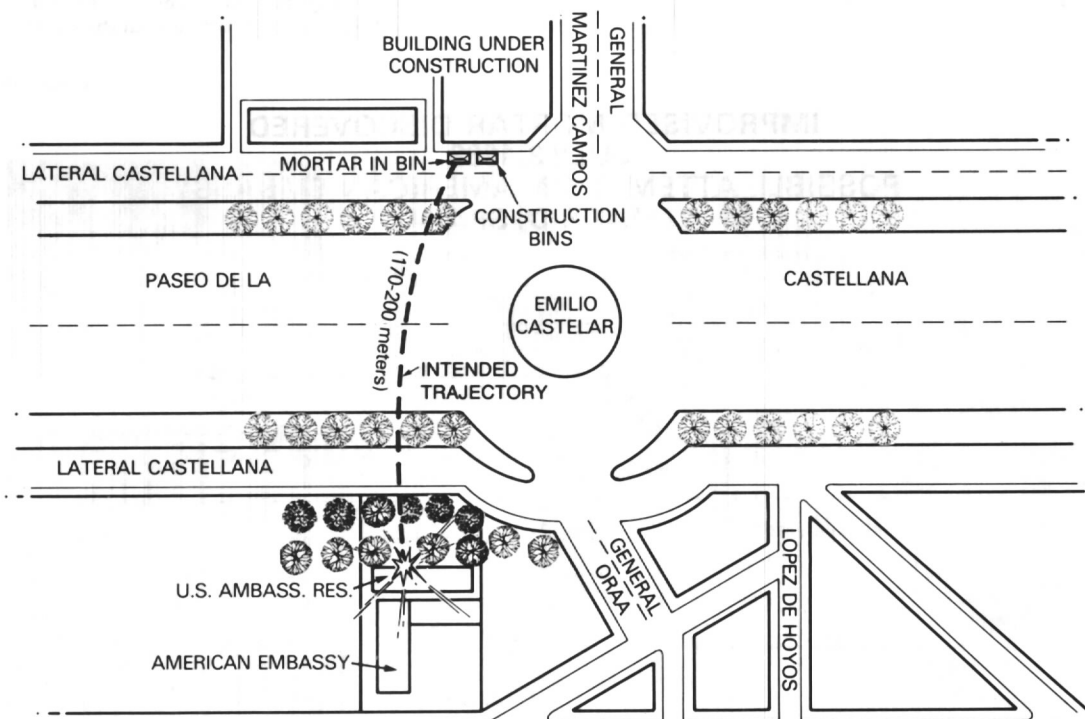 BUILDING UNDER
CONSTRUCTION
MARTINEZ CAMPOS
GENERAL
MORTAR IN BIN
LATERAL CASTELLANA
CONSTRUCTION
BINS
PASEO DE LA
CASTELLANA
(170-200 meters)
EMILIO
CASTELAR
INTENDED
TRAJECTORY
LATERAL CASTELLANA
GENERAL
ORAA
LOPEZ DE HOYOS
U.S. AMBASS. RES.
AMERICAN EMBASSY